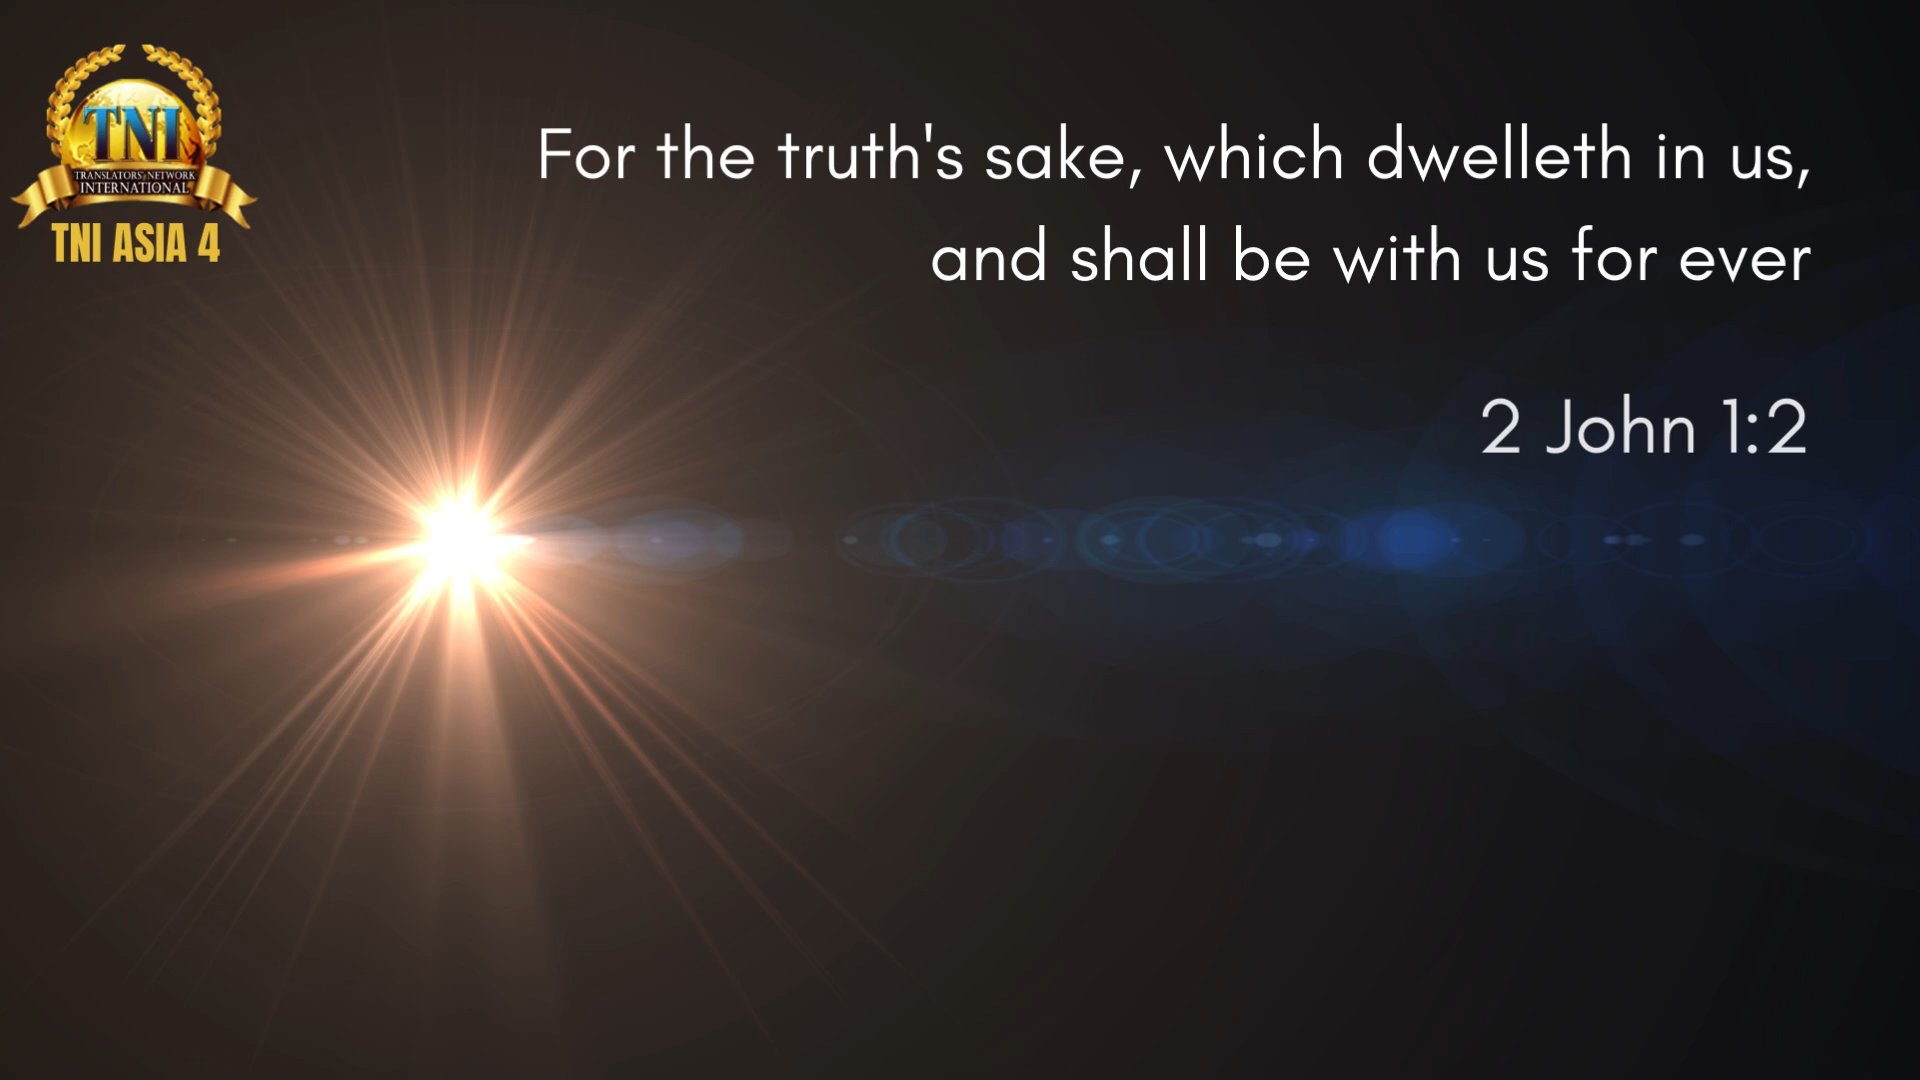 TNI
TRANSLATORS' NETWORK
INTERNATIONAL
TNI ASIA 4
For the truth's sake, which dwelleth in us,
and shall be with us for ever
2 John 1:2